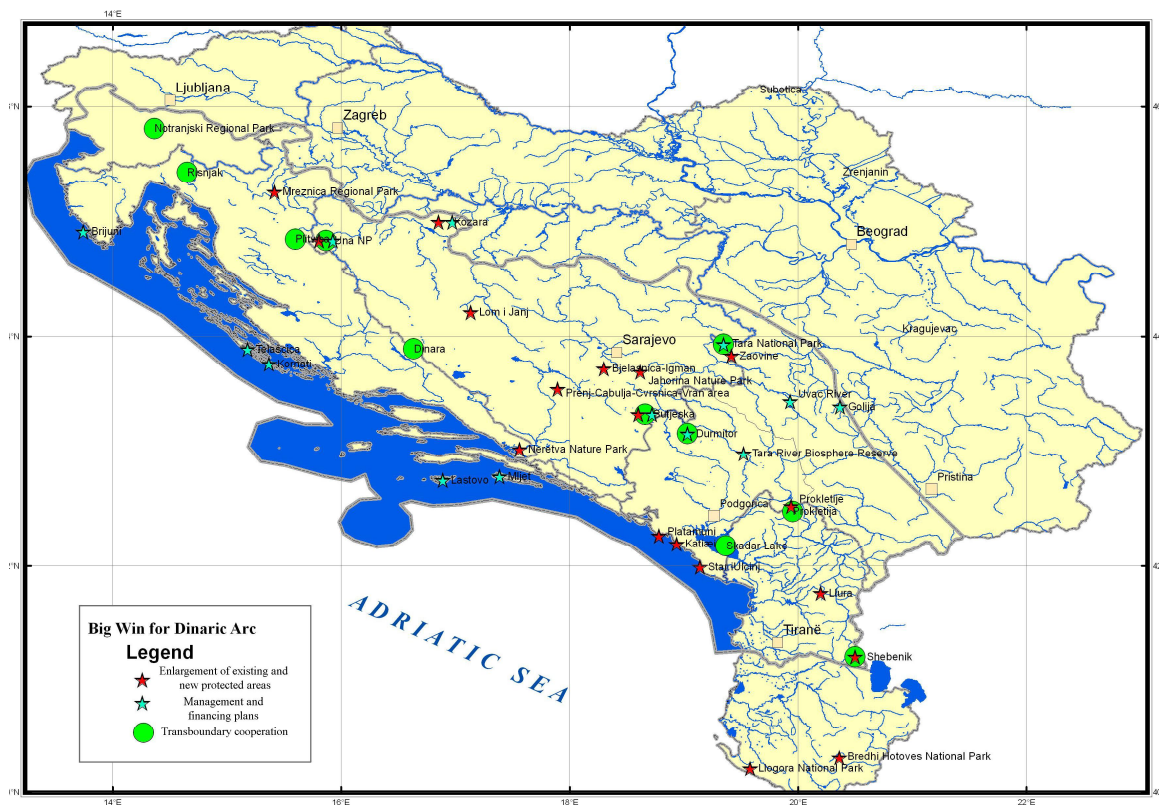 14°E
Ljubljana
Subotica
Zagreb
Notranjski Regional Park
Risnjak
Zrenjanin
Mreznica Regional Park
Kozara
Brijuni
Beograd
Una NP
Lom i Janj
Kragujevac
Sarajevo
Tara National Park
Telascica
Dinara
Zaovine
Kornati
Bjelasnica-Igman
Jahorina Nature Park
Prenj-Cabulja-Cvrsnica-Vran area
Uvac River
Golija
Sutjeska
Durmitor
Neretva Nature Park
Tara River Biosphere Reserve
Lastovo
Mljet
Pristina
Podgorica
Prokletije
Prokletija
Platamuni
Katiæ
Skadar Lake
StariUlcinj
Llura
ADRIATIC SEA
Tiranë
Shebenik
Big Win for Dinaric Arc
Legend
Enlargement of existing and
new protected areas
Management and
financing plans
Transboundary cooperation
Bredhi Hotoves National Park
Llogora National Park
14°E
16°E
18°E
20°E
22°E